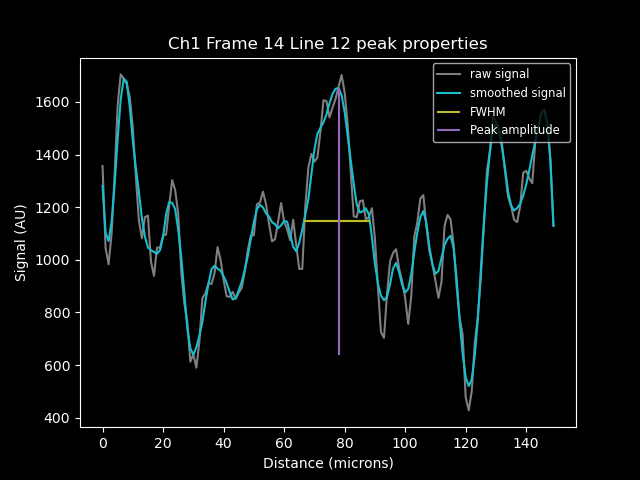 Ch1 Frame 14 Line 12 peak properties
raw signal
smoothed signal
FWHM
Peak amplitude
Signal (AU)
1600
1400
1200
1000
800
600
400
0 20 40 60 80 100 120 140
Distance (microns)